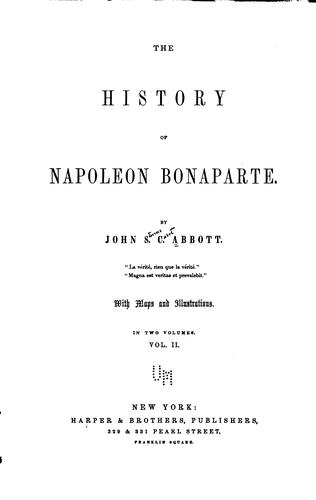 THE
HISTORY
OF
NAPOLEON BONAPARTE.
BY
JOHN S. C. ABBOTT.
"La vérité, rien que la vérité."
"Magna est veritas et prevalebit."
With Maps and Illustrations.
IN TWO VOLUMES.
VOL. II.
UM
NEW YORK:
HARPER & BROTHERS, PUBLISHERS,
329 & 331 PEARL STREET,
FRANKLIN SQUARE.